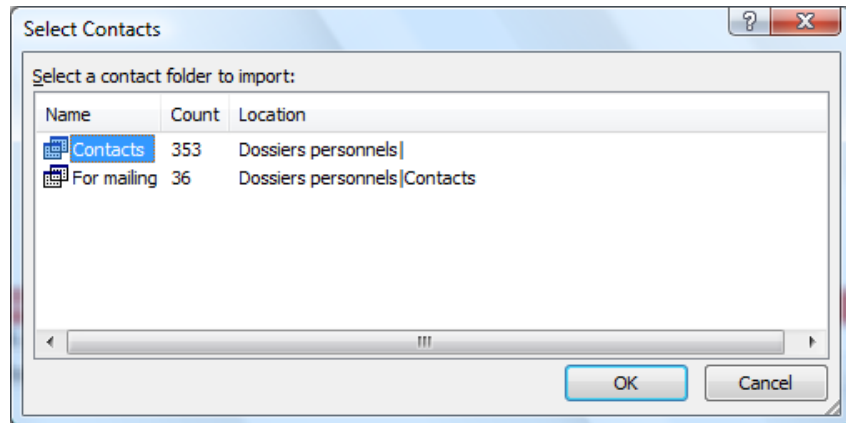 Select Contacts
Select a contact folder to import:
Name Count Location
Contacts 353 Dossiers personnels|
For mailing 36 Dossiers personnels|Contacts
OK Cancel